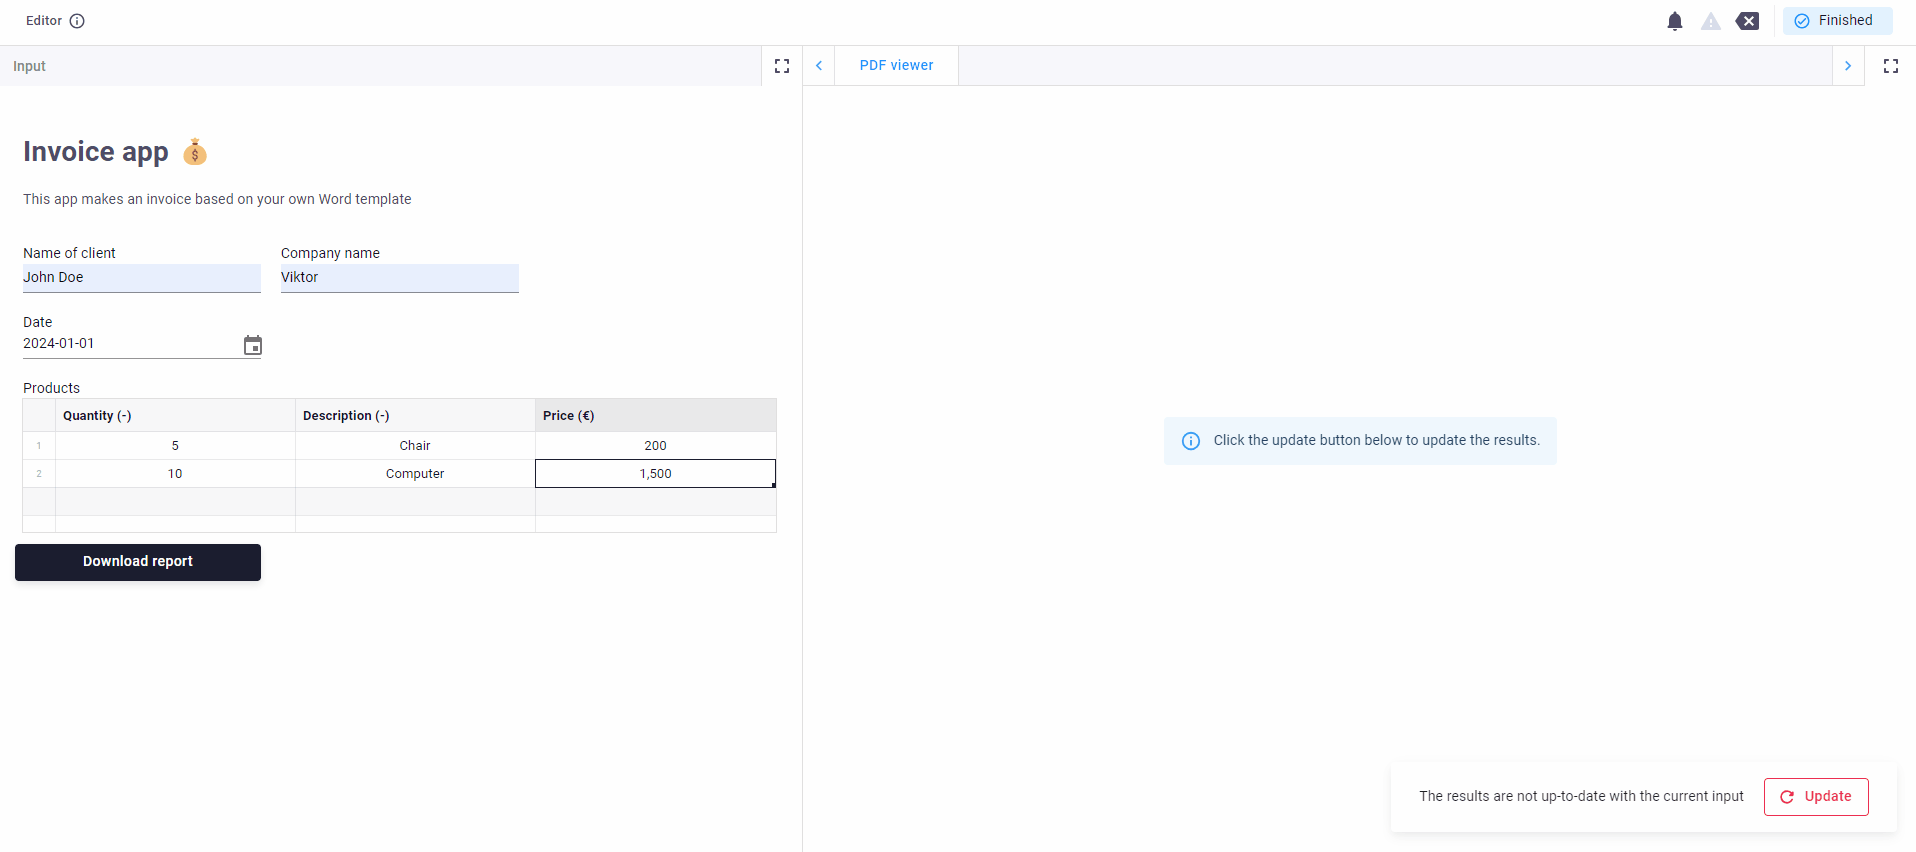 Editor
Finished
Input
PDF viewer
Invoice app
This app makes an invoice based on your own Word template
Name of client
Company name
John Doe
Viktor
Date
2024-01-01
Products
Quantity (-) Description (-) Price (€)
1 5 Chair 200
2 10 Computer 1,500
Download report
Click the update button below to update the results.
The results are not up-to-date with the current input
Update